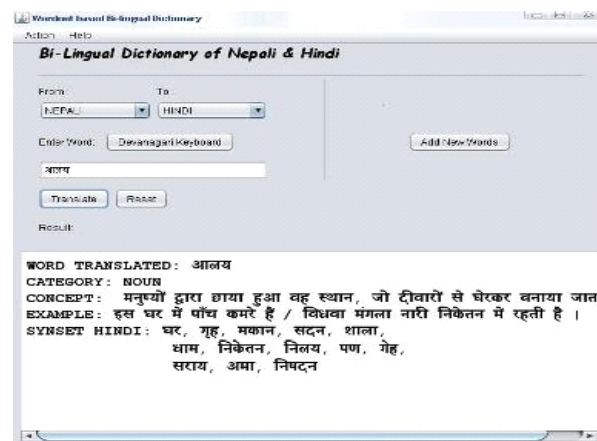 Wordnet based Bi-lingual Dictionary
Action Help
Bi-Lingual Dictionary of Nepali & Hindi
From: To
NEPALI HINDI
Enter Word: Devanagari Keyboard Add New Words
आलय
Translate Reset
Result:
WORD TRANSLATED: आलय
CATEGORY: NOUN
CONCEPT: मनुष्यों द्वारा छाया हुआ वह स्थान, जो दीवारों से घेरकर बनाया जात
EXAMPLE: इस घर में पाँच कमरे हैं / विधवा मंगला नारी निकेतन में रहती है ।
SYNSET HINDI: घर, गृह, मकान, सदन, शाला,
धाम, निकेतन, निलय, पण, गेह,
सराय, अमा, निषदन